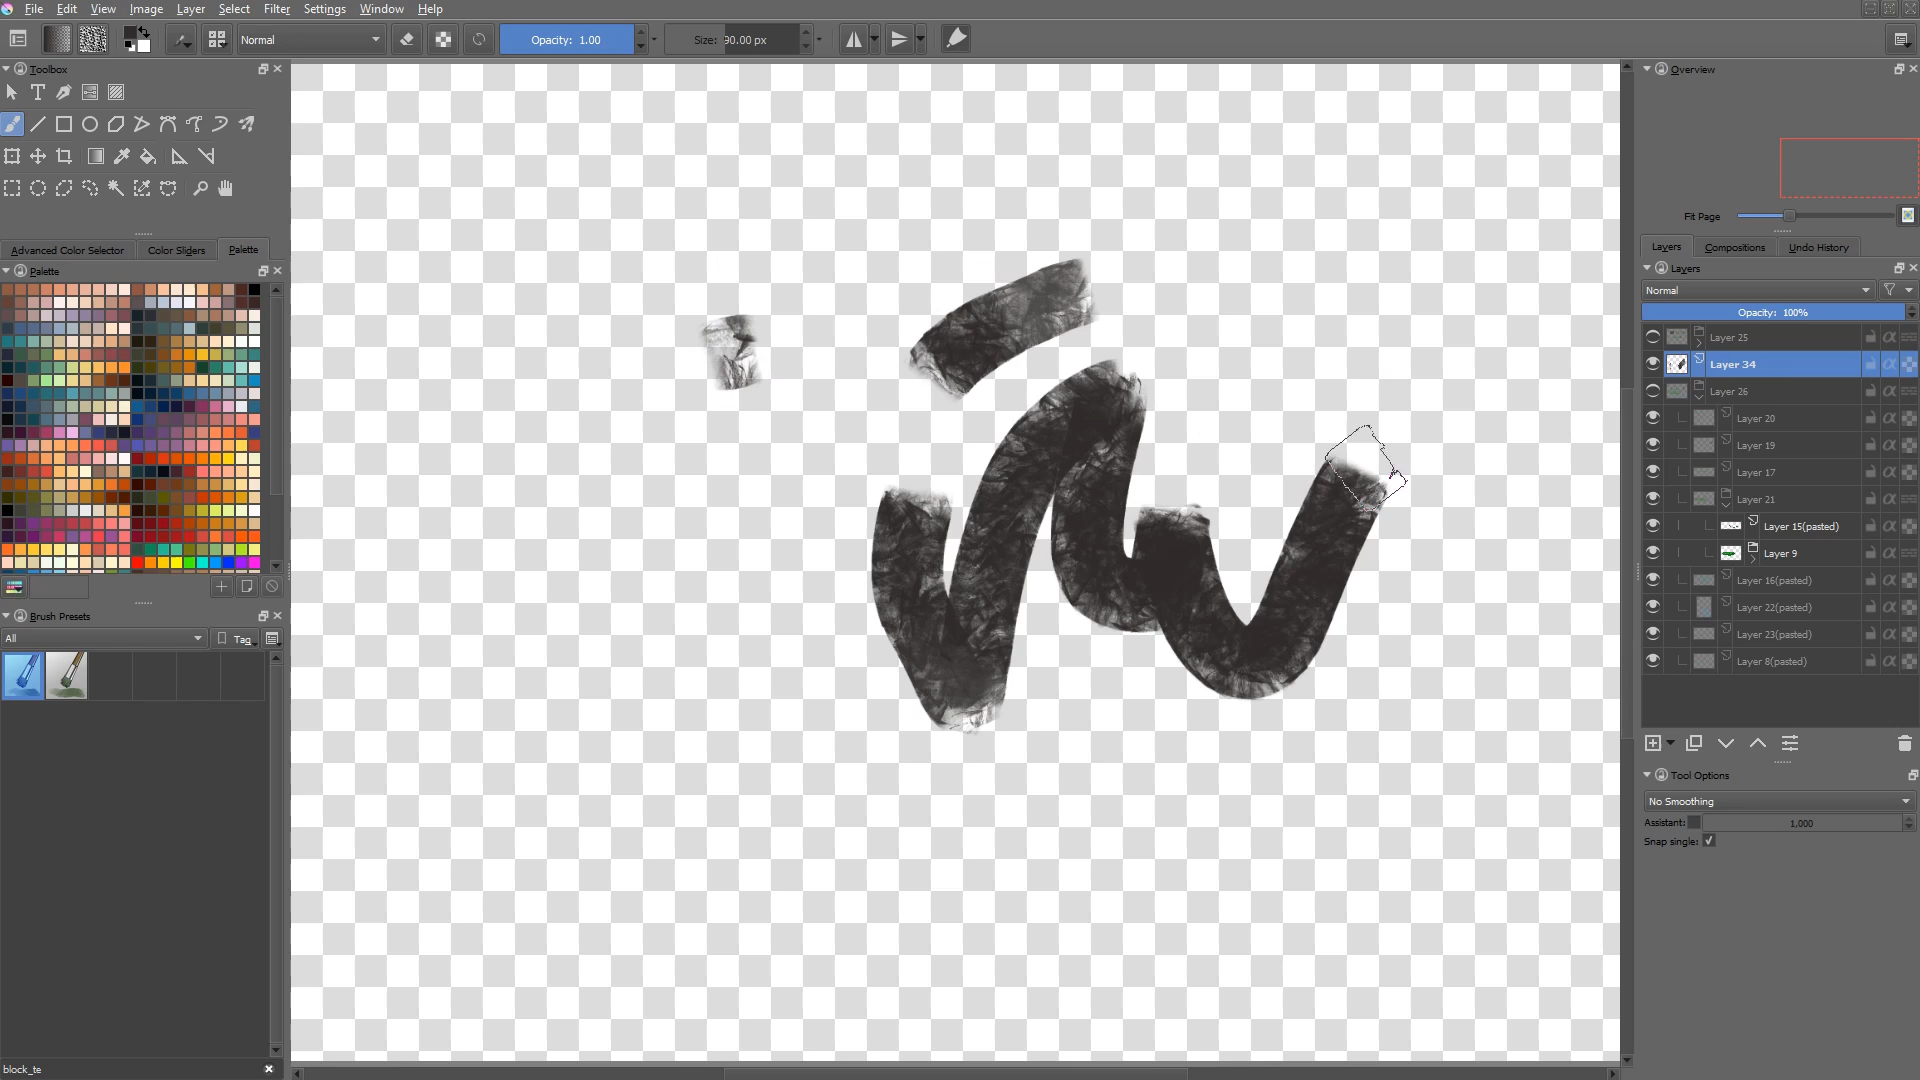 File Edit View Image Layer Select Filter Settings Window Help
Normal Opacity: 1.00 Size: 90.00 px
Toolbox
Advanced Color Selector Color Sliders Palette
Palette
Brush Presets
All Tag
block_te
Overview
Fit Page
Layers Compositions Undo History
Layers
Normal
Opacity: 100%
Layer 25
Layer 34
Layer 26
Layer 20
Layer 19
Layer 17
Layer 21
Layer 15(pasted)
Layer 9
Layer 16(pasted)
Layer 22(pasted)
Layer 23(pasted)
Layer 8(pasted)
Tool Options
No Smoothing
Assistant: 1,000
Snap single: